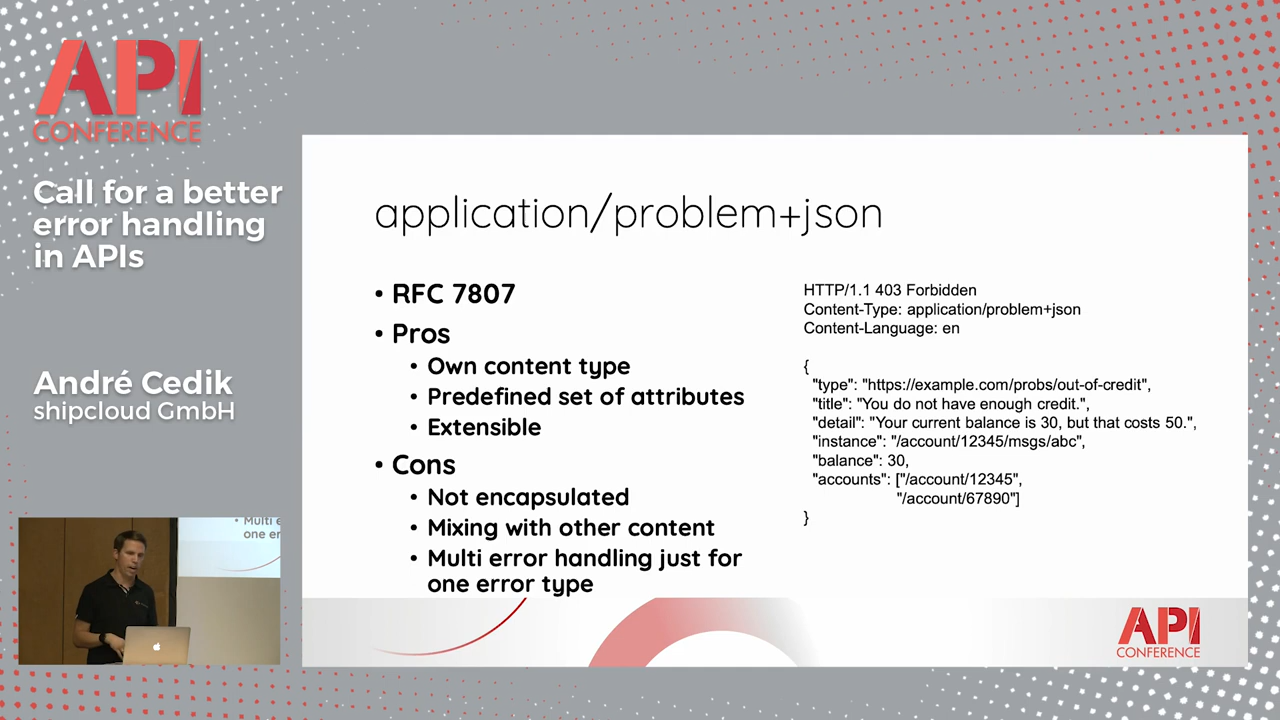 API
CONFERENCE
Call for a better
error handling
in APIs
André Cedik
shipcloud GmbH
application/problem+json
• RFC 7807
• Pros
• Own content type
• Predefined set of attributes
• Extensible
• Cons
• Not encapsulated
• Mixing with other content
• Multi error handling just for
one error type
HTTP/1.1 403 Forbidden
Content-Type: application/problem+json
Content-Language: en
{
"type": "https://example.com/probs/out-of-credit",
"title": "You do not have enough credit.",
"detail": "Your current balance is 30, but that costs 50.",
"instance": "/account/12345/msgs/abc",
"balance": 30,
"accounts": ["/account/12345",
"/account/67890"]
}
API
CONFERENCE
• Multi e
one er